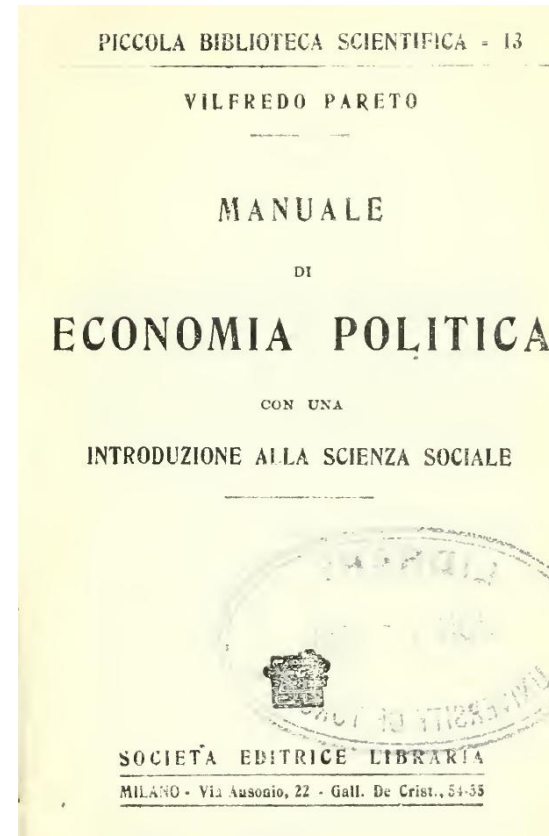 PICCOLA BIBLIOTECA SCIENTIFICA - 13
VILFREDO PARETO
MANUALE
DI
ECONOMIA POLITICA
CON UNA
INTRODUZIONE ALLA SCIENZA SOCIALE
SOCIETÀ EDITRICE LIBRARIA
MILANO - Via Ausonio, 22 - Gall. De Crist., 54-55